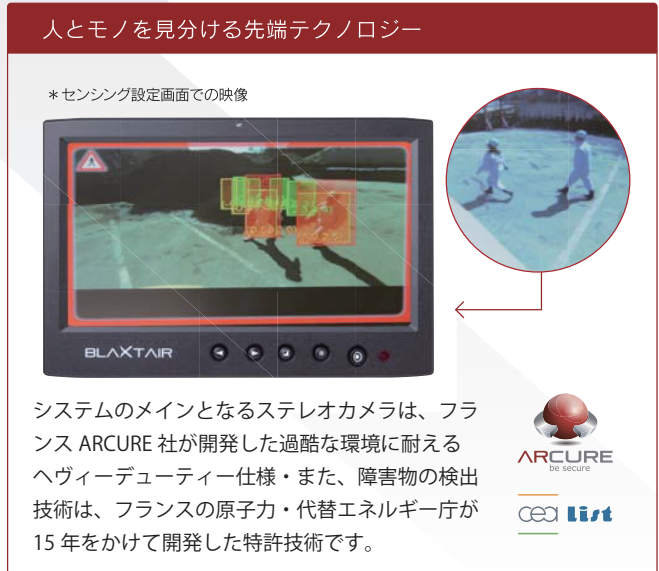 人とモノを見分ける先端テクノロジー
＊センシング設定画面での映像
BLAXTAIR
システムのメインとなるステレオカメラは、フラ
ンス ARCURE 社が開発した過酷な環境に耐える
ヘヴィーデューティー仕様・また、障害物の検出
技術は、フランスの原子力・代替エネルギー庁が
15 年をかけて開発した特許技術です。
ARCURE
be secure
cea list